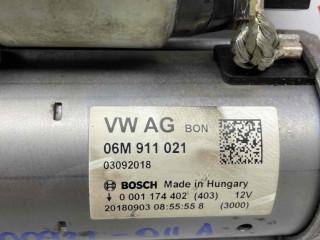 VW AG BON
06M 911 021
03092018
BOSCH Made in Hungary
0 001 174 402 (403) 12V
20180903 08:55:55 8 (3000)